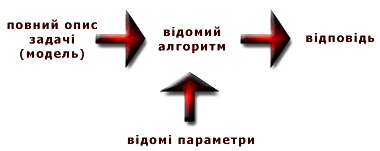 повний опис
задачі
(модель)
відомий
алгоритм
відповідь
відомі параметри